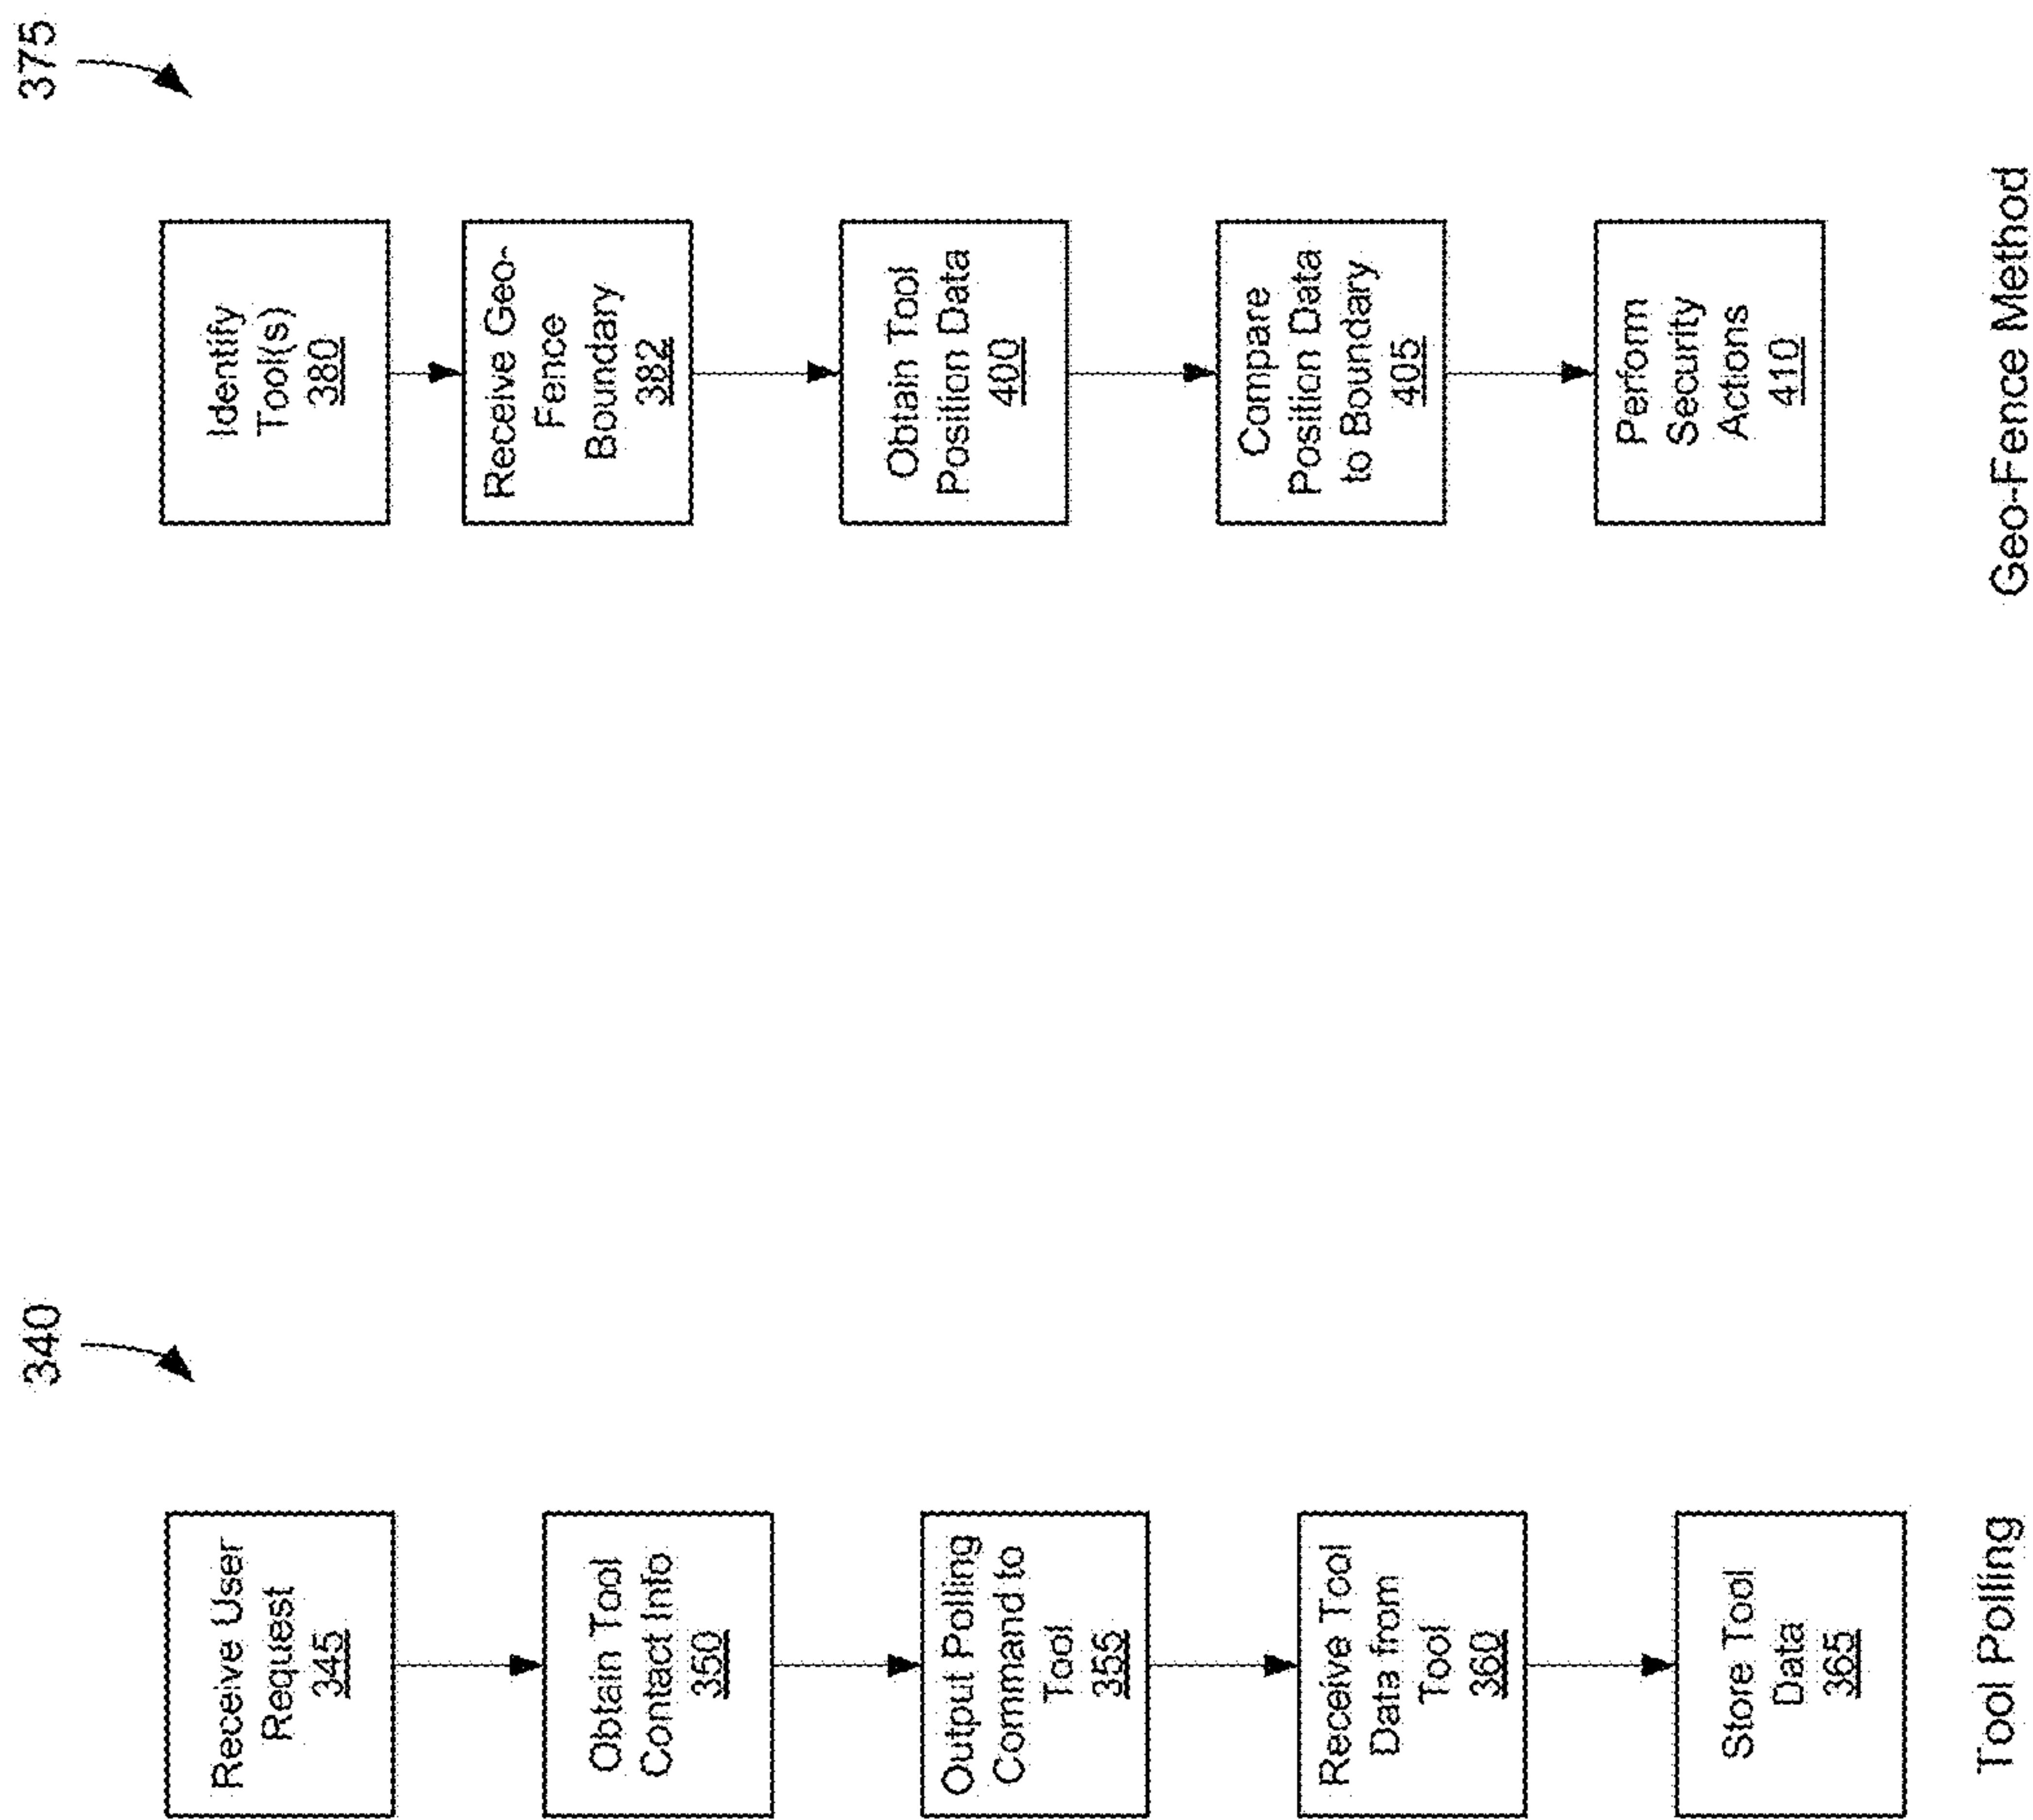 340
Receive User
Request
345
Obtain Tool
Contact Info
350
Output Polling
Command to
Tool
355
Receive Tool
Data from
Tool
360
Store Tool
Data
365
Tool Polling
375
Identify
Tool(s)
380
Receive Geo-
Fence
Boundary
382
Obtain Tool
Position Data
400
Compare
Position Data
to Boundary
405
Perform
Security
Actions
410
Geo-Fence Method